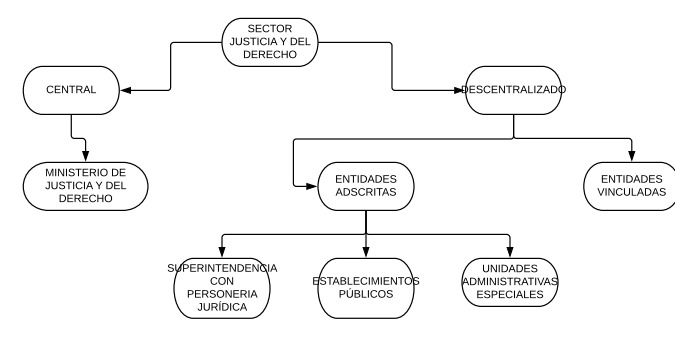 SECTOR
JUSTICIA Y DEL
DERECHO
CENTRAL
DESCENTRALIZADO
MINISTERIO DE
JUSTICIA Y DEL
DERECHO
ENTIDADES
ADSCRITAS
ENTIDADES
VINCULADAS
SUPERINTENDENCIA
CON
PERSONERIA
JURÍDICA
ESTABLECIMIENTOS
PÚBLICOS
UNIDADES
ADMINISTRATIVAS
ESPECIALES